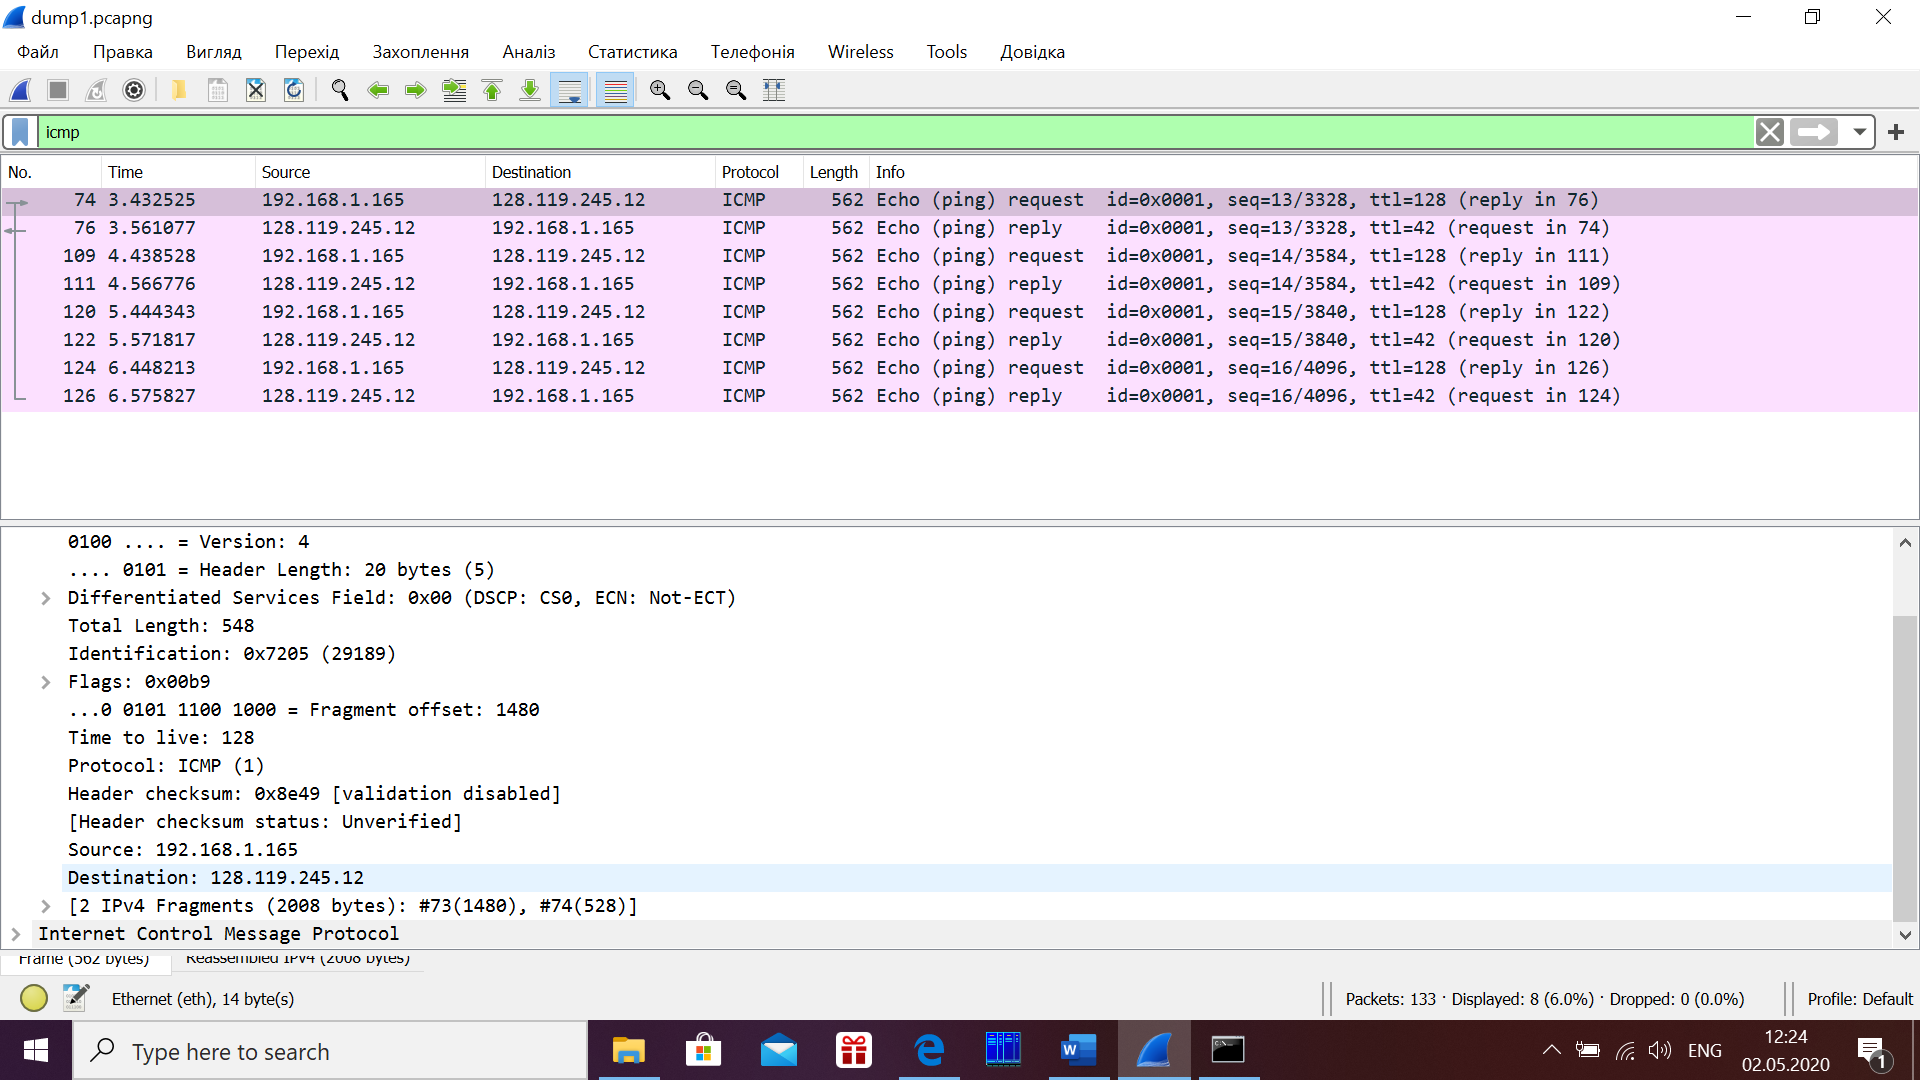 dump1.pcapng
Файл Правка Вигляд Перехід Захоплення Аналіз Статистика Телефонія Wireless Tools Довідка
icmp
No. Time Source Destination Protocol Length Info
74 3.432525 192.168.1.165 128.119.245.12 ICMP 562 Echo (ping) request id=0x0001, seq=13/3328, ttl=128 (reply in 76)
76 3.561077 128.119.245.12 192.168.1.165 ICMP 562 Echo (ping) reply id=0x0001, seq=13/3328, ttl=42 (request in 74)
109 4.438528 192.168.1.165 128.119.245.12 ICMP 562 Echo (ping) request id=0x0001, seq=14/3584, ttl=128 (reply in 111)
111 4.566776 128.119.245.12 192.168.1.165 ICMP 562 Echo (ping) reply id=0x0001, seq=14/3584, ttl=42 (request in 109)
120 5.444343 192.168.1.165 128.119.245.12 ICMP 562 Echo (ping) request id=0x0001, seq=15/3840, ttl=128 (reply in 122)
122 5.571817 128.119.245.12 192.168.1.165 ICMP 562 Echo (ping) reply id=0x0001, seq=15/3840, ttl=42 (request in 120)
124 6.448213 192.168.1.165 128.119.245.12 ICMP 562 Echo (ping) request id=0x0001, seq=16/4096, ttl=128 (reply in 126)
126 6.575827 128.119.245.12 192.168.1.165 ICMP 562 Echo (ping) reply id=0x0001, seq=16/4096, ttl=42 (request in 124)
0100 .... = Version: 4
.... 0101 = Header Length: 20 bytes (5)
Differentiated Services Field: 0x00 (DSCP: CS0, ECN: Not-ECT)
Total Length: 548
Identification: 0x7205 (29189)
Flags: 0x00b9
...0 0101 1100 1000 = Fragment offset: 1480
Time to live: 128
Protocol: ICMP (1)
Header checksum: 0x8e49 [validation disabled]
[Header checksum status: Unverified]
Source: 192.168.1.165
Destination: 128.119.245.12
[2 IPv4 Fragments (2008 bytes): #73(1480), #74(528)]
Internet Control Message Protocol
Frame (562 bytes) Reassembled IPv4 (2008 bytes)
Ethernet (eth), 14 byte(s) Packets: 133 · Displayed: 8 (6.0%) · Dropped: 0 (0.0%) Profile: Default
Type here to search
ENG
12:24
02.05.2020
1